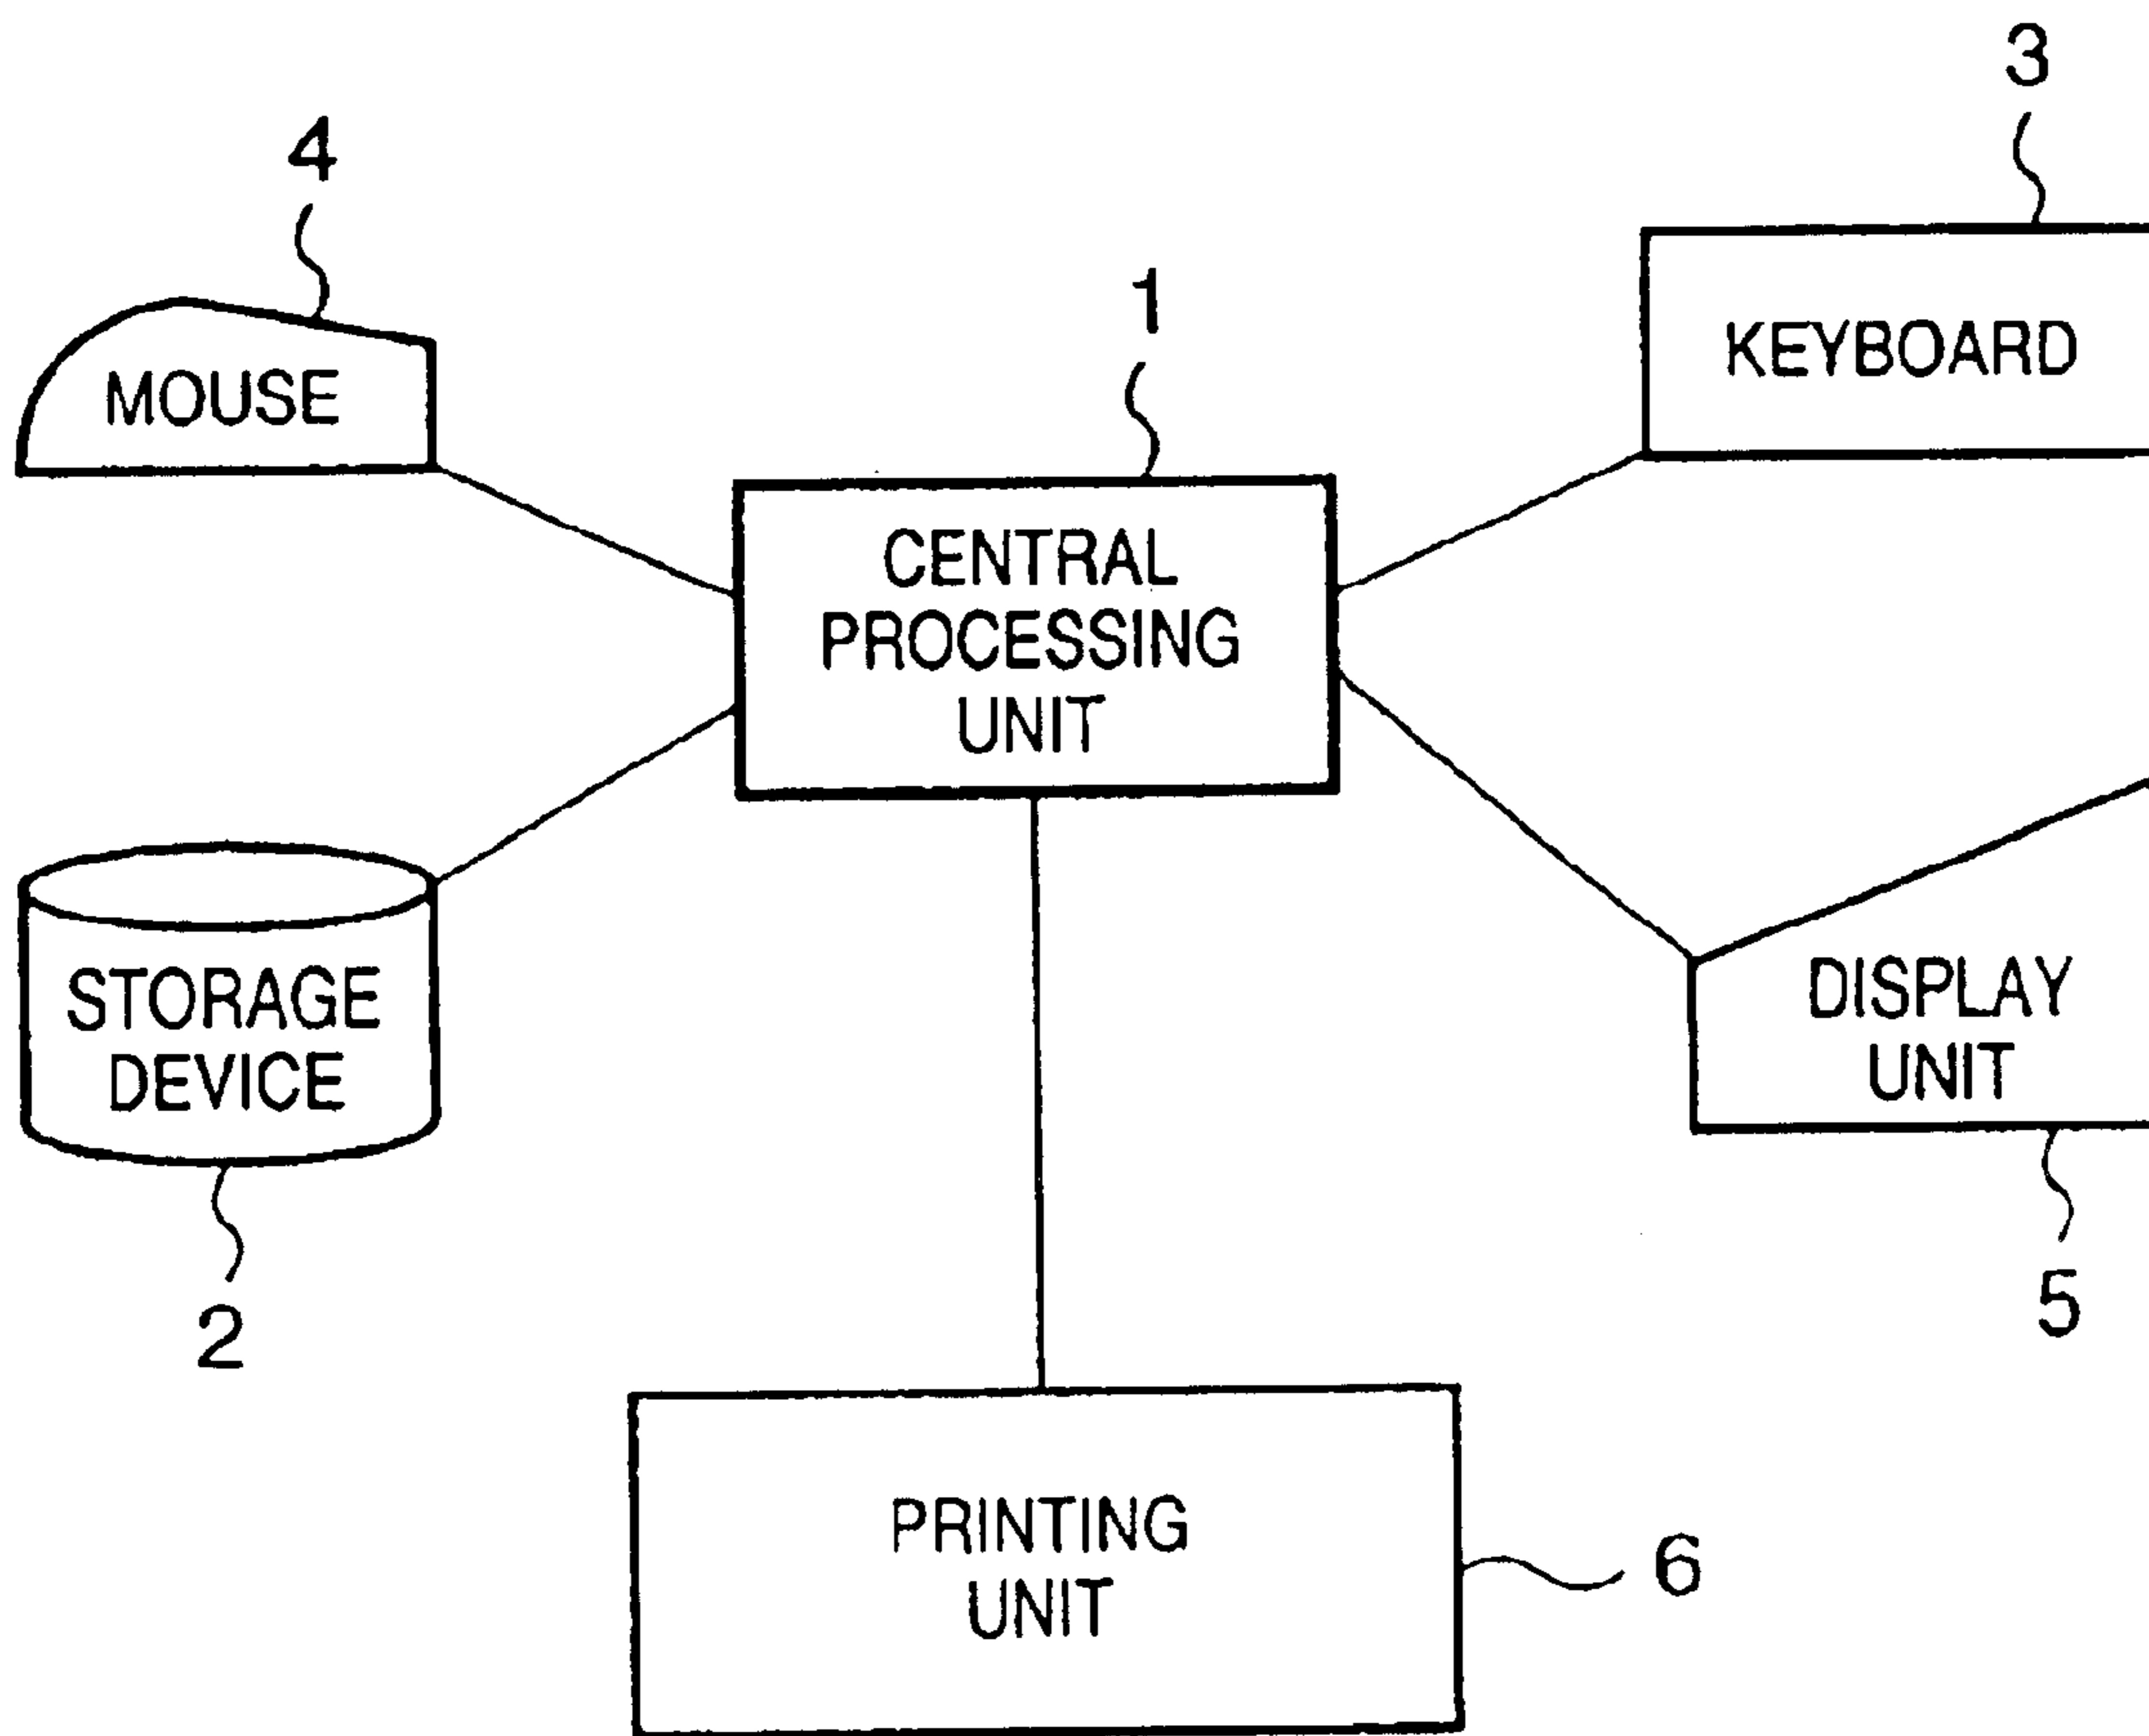 3
4
1
KEYBOARD
MOUSE
CENTRAL
PROCESSING
UNIT
STORAGE
DEVICE
DISPLAY
UNIT
2
5
PRINTING
UNIT
6